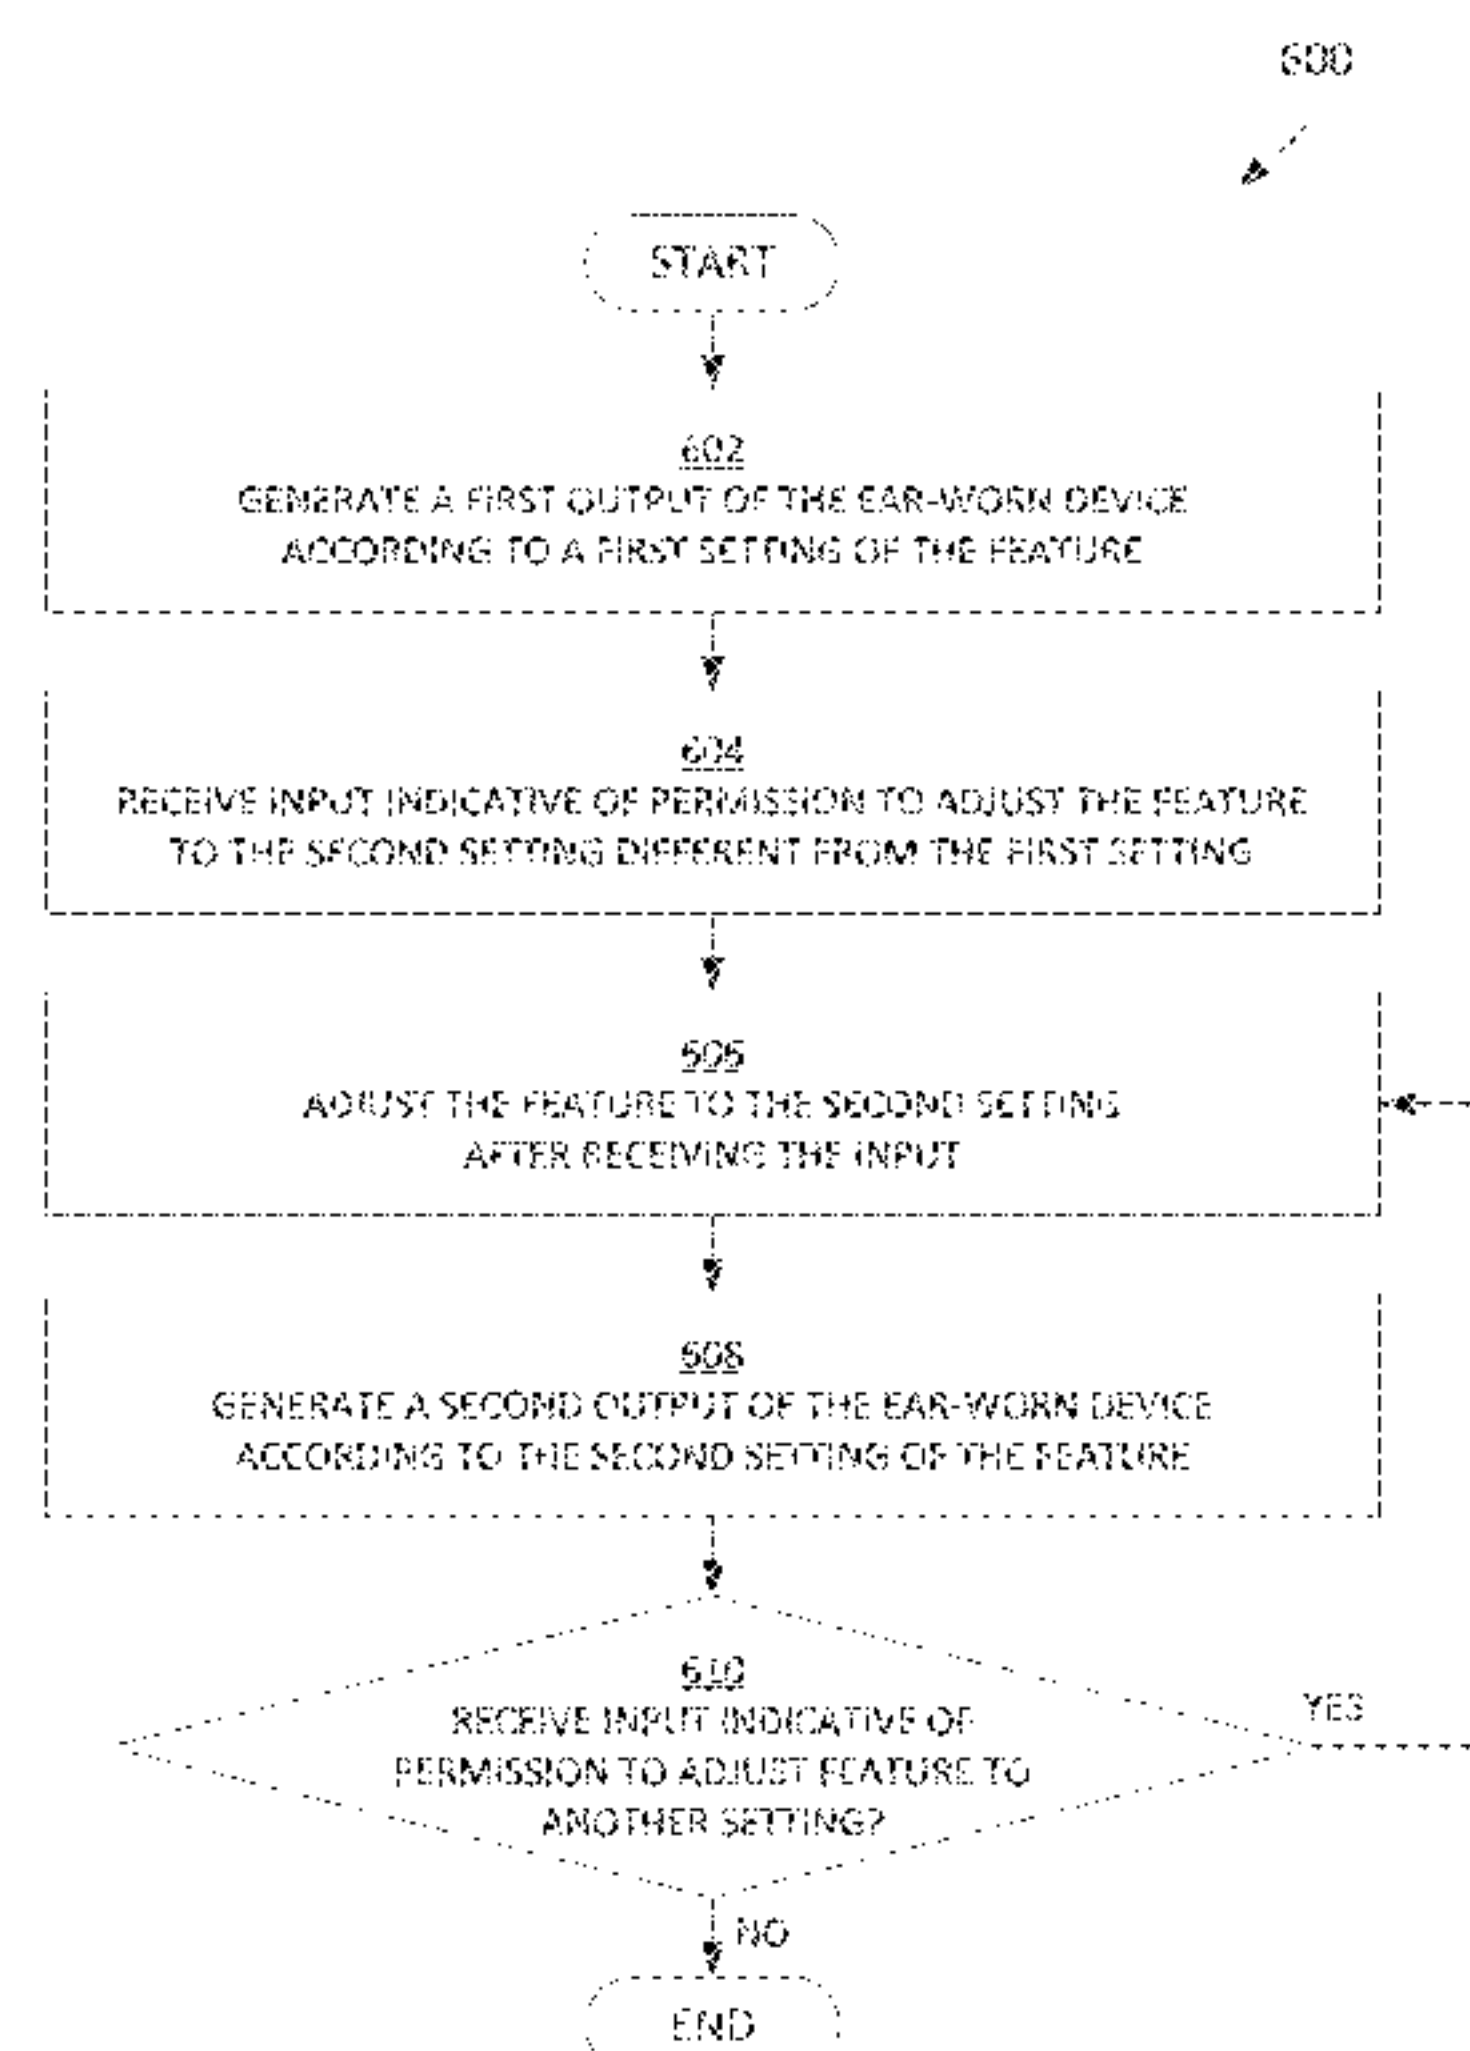 600
START
602
GENERATE A FIRST OUTPUT OF THE EAR-WORN DEVICE
ACCORDING TO A FIRST SETTING OF THE FEATURE
604
RECEIVE INPUT INDICATIVE OF PERMISSION TO ADJUST THE FEATURE
TO THE SECOND SETTING DIFFERENT FROM THE FIRST SETTING
606
ADJUST THE FEATURE TO THE SECOND SETTING
AFTER RECEIVING THE INPUT
608
GENERATE A SECOND OUTPUT OF THE EAR-WORN DEVICE
ACCORDING TO THE SECOND SETTING OF THE FEATURE
610
RECEIVE INPUT INDICATIVE OF
PERMISSION TO ADJUST FEATURE TO
ANOTHER SETTING?
YES
NO
END